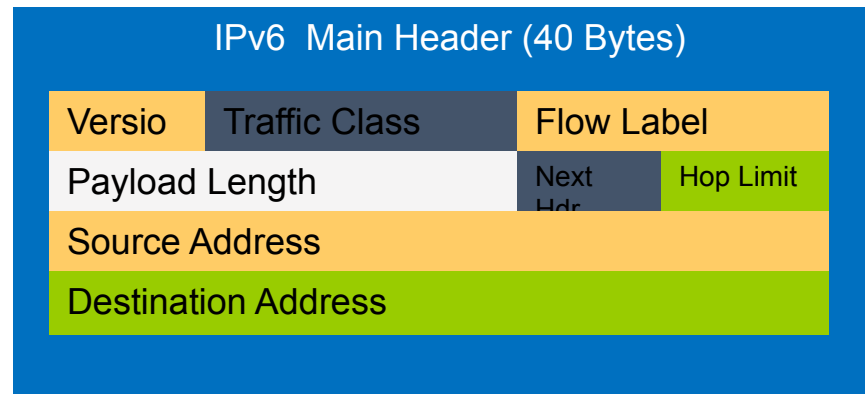 IPv6 Main Header (40 Bytes)
Versio Traffic Class Flow Label
Payload Length Next Hop Limit
Hdr
Source Address
Destination Address